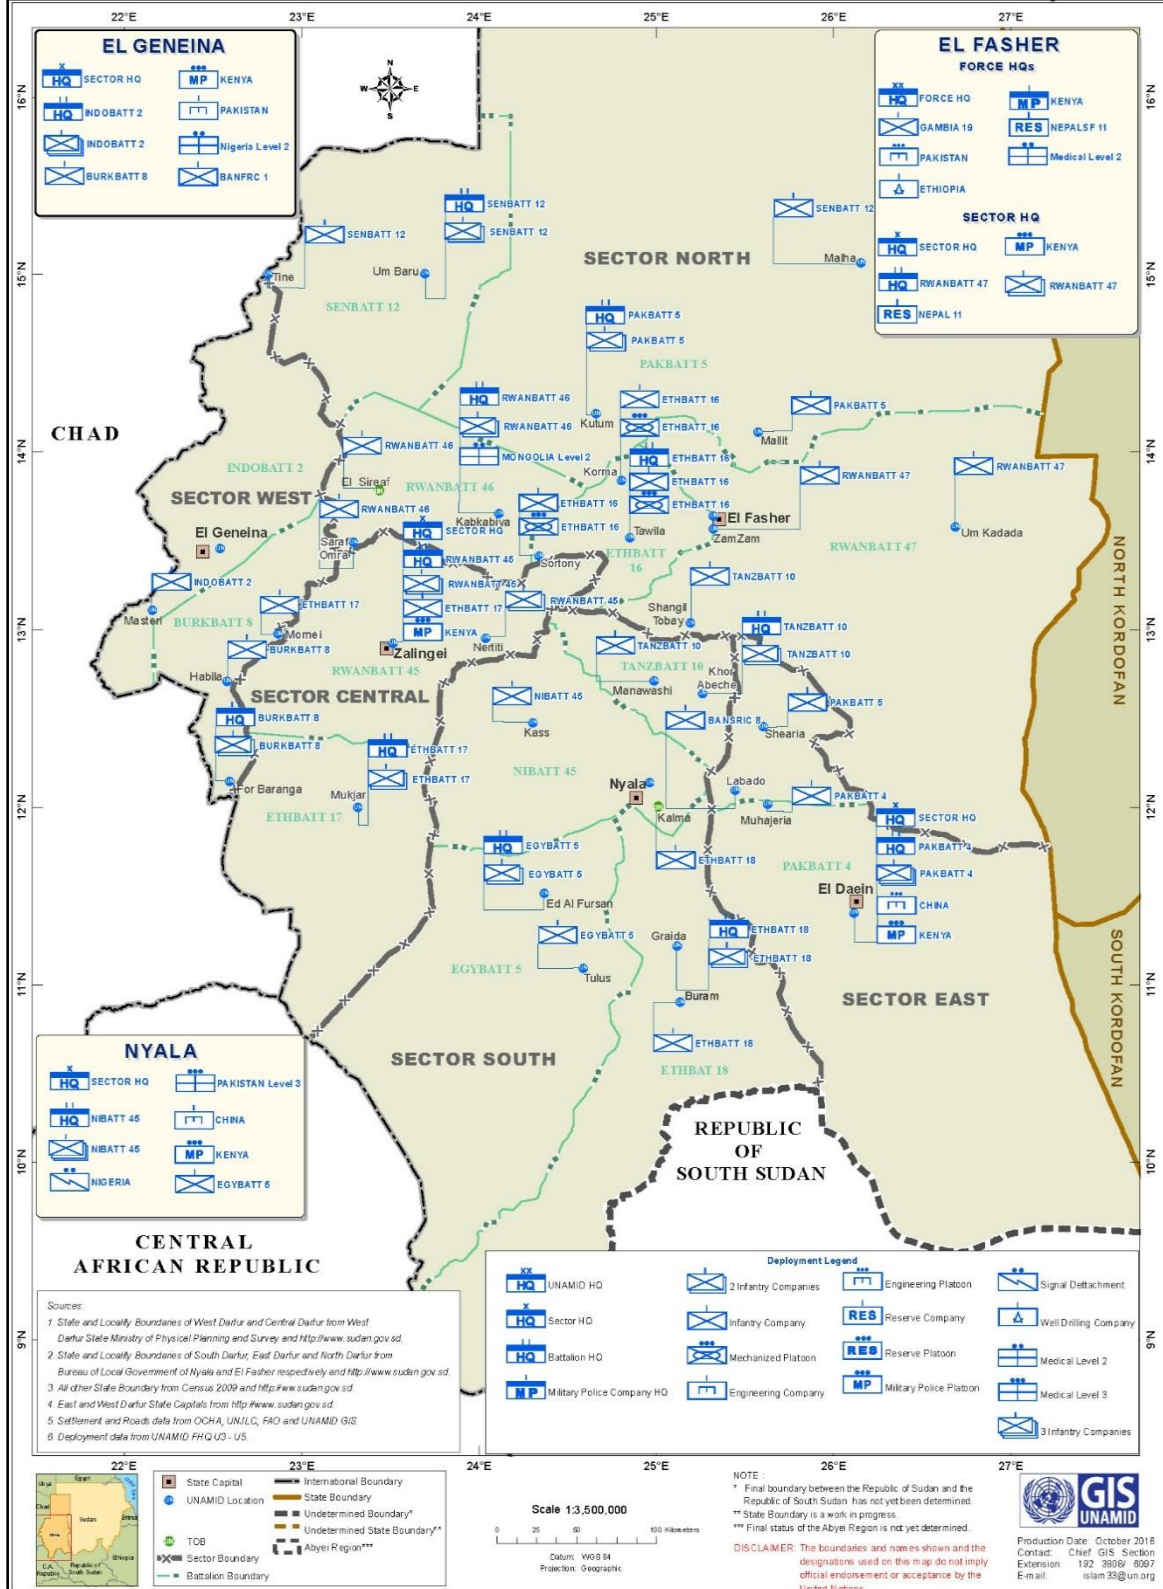 22°E 23°E 24°E 25°E 26°E 27°E
16°N 15°N 14°N 13°N 12°N 11°N 10°N 9°N
EL GENEINA
SECTOR HQ
KENYA
INDOBATT 2
PAKISTAN
INDOBATT 2
Nigeria Level 2
BURKBATT 8
BANFRC 1
EL FASHER
FORCE HQs
FORCE HQ
KENYA
GAMBIA 19
NEPALSF 11
PAKISTAN
Medical Level 2
ETHIOPIA
SECTOR HQ
SECTOR HQ
KENYA
RWANBATT 47
RWANBATT 47
NEPAL 11
N
W E
S
SENBATT 12
SENBATT 12
SENBATT 12
SENBATT 12
Tine
Um Baru
Malha
SECTOR NORTH
SENBATT 12
PAKBATT 5
PAKBATT 5
PAKBATT 5
Kutum
RWANBATT 46
RWANBATT 46
MONGOLIA Level 2
ETHBATT 16
ETHBATT 16
ETHBATT 16
ETHBATT 16
ETHBATT 16
PAKBATT 5
Mallit
CHAD
RWANBATT 46
INDOBATT 2
El Sireaf
RWANBATT 46
Korma
RWANBATT 47
RWANBATT 47
SECTOR WEST
RWANBATT 46
Kabkabiya
ETHBATT 16
ETHBATT 16
El Fasher
ZamZam
Tawila
Um Kadada
El Geneina
Saraf
Omra
SECTOR HQ
RWANBATT 45
RWANBATT 45
ETHBATT 17
KENYA
Sortony
ETHBATT
16
RWANBATT 47
INDOBATT 2
Masteri
BURKBATT 8
ETHBATT 17
Momei
RWANBATT 45
Nertiti
TANZBATT 10
Shangil
Tobay
TANZBATT 10
TANZBATT 10
BURKBATT 8
Habila
Zalingei
RWANBATT 45
TANZBATT 10
TANZBATT 10
Manawashi
Khor
Abeche
SECTOR CENTRAL
NIBATT 45
Kass
BANSRIC 8
PAKBATT 5
Shearia
BURKBATT 8
BURKBATT 8
For Baranga
ETHBATT 17
ETHBATT 17
Mukjar
ETHBATT 17
NIBATT 45
Nyala
Kalma
Labado
Muhajeria
PAKBATT 4
SECTOR HQ
PAKBATT 4
PAKBATT 4
CHINA
KENYA
EGYBATT 5
EGYBATT 5
Ed Al Fursan
ETHBATT 18
PAKBATT 4
El Daein
EGYBATT 5
Tulus
EGYBATT 5
Graida
ETHBATT 18
ETHBATT 18
Buram
ETHBATT 18
ETHBAT 18
SECTOR EAST
SECTOR SOUTH
NORTH KORDOFAN
SOUTH KORDOFAN
REPUBLIC
OF
SOUTH SUDAN
NYALA
SECTOR HQ
PAKISTAN Level 3
NIBATT 45
CHINA
NIBATT 45
KENYA
NIGERIA
EGYBATT 5
CENTRAL
AFRICAN REPUBLIC
Deployment Legend
UNAMID HQ
Sector HQ
Battalion HQ
Military Police Company HQ
2 Infantry Companies
Infantry Company
Mechanized Platoon
Engineering Company
Engineering Platoon
Reserve Company
Reserve Platoon
Military Police Platoon
Signal Dettachment
Well Drilling Company
Medical Level 2
Medical Level 3
3 Infantry Companies
Sources:
1. State and Locality Boundaries of West Darfur and Central Darfur from West
Darfur State Ministry of Physical Planning and Survey and http://www.sudan.gov.sd.
2. State and Locality Boundaries of South Darfur, East Darfur and North Darfur from
Bureau of Local Government of Nyala and El Fasher respectively and http://www.sudan.gov.sd.
3. All other State Boundary from Census 2009 and http://ww.sudan.gov.sd
4. East and West Darfur State Capitals from http://www.sudan.gov.sd.
5. Settlement and Roads data from OCHA, UNJLC, FAO and UNAMID GIS.
6. Deployment data from UNAMID FHQ U3 - U5.
22°E 23°E 24°E 25°E 26°E 27°E
Libya Egypt
Chad
Sudan
Eritrea
Ethiopia
C.A.
Republic
Republic of
South Sudan
State Capital
UNAMID Location
TOB
Sector Boundary
Battalion Boundary
International Boundary
State Boundary
Undetermined Boundary*
Undetermined State Boundary**
Abyei Region***
Scale 1:3,500,000
0 25 50 100 Kilometers
Datum: WGS 84
Projection: Geographic
NOTE :
* Final boundary between the Republic of Sudan and the
Republic of South Sudan has not yet been determined.
** State Boundary is a work in progress.
*** Final status of the Abyei Region is not yet determined.
DISCLAIMER: The boundaries and names shown and the
designations used on this map do not imply
official endorsement or acceptance by the
United Nations.
GIS
UNAMID
Production Date: October 2016
Contact: Chief GIS Section
Extension: 192 3808/ 6097
E-mail: islam33@un.org